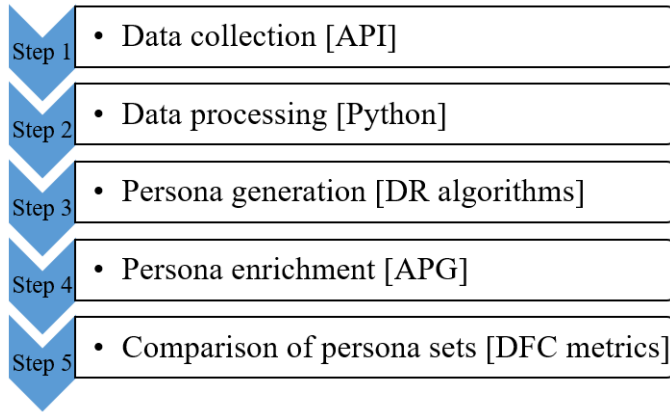 Step 1
• Data collection [API]
Step 2
• Data processing [Python]
Step 3
• Persona generation [DR algorithms]
Step 4
• Persona enrichment [APG]
Step 5
• Comparison of persona sets [DFC metrics]